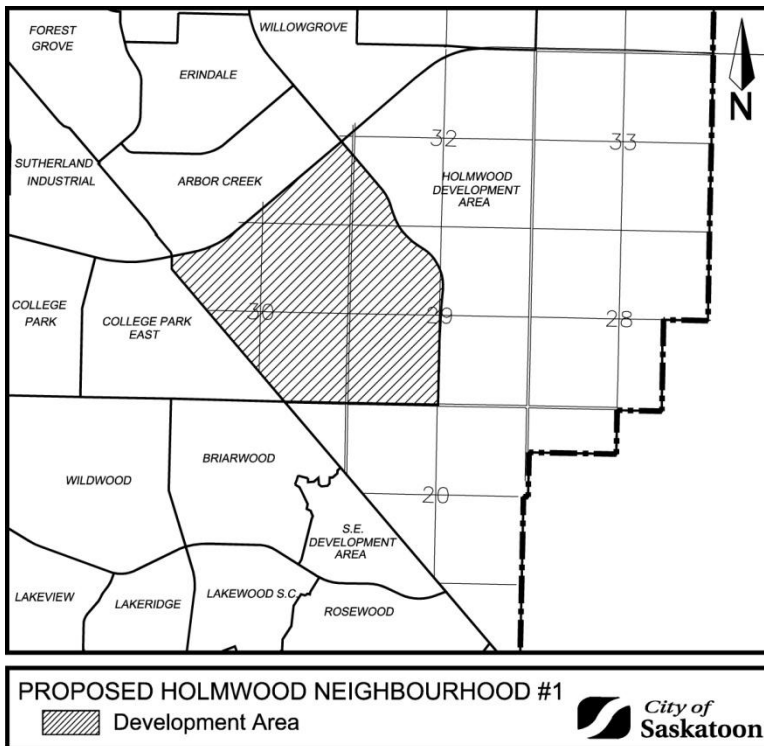 FOREST
GROVE
WILLOWGROVE
ERINDALE
N
32
33
SUTHERLAND
INDUSTRIAL
ARBOR CREEK
HOLMWOOD
DEVELOPMENT
AREA
COLLEGE
PARK
COLLEGE PARK
EAST
30
29
28
WILDWOOD
BRIARWOOD
20
S.E.
DEVELOPMENT
AREA
LAKEVIEW
LAKERIDGE
LAKEWOOD S.C.
ROSEWOOD
PROPOSED HOLMWOOD NEIGHBOURHOOD #1
Development Area
City of
Saskatoon